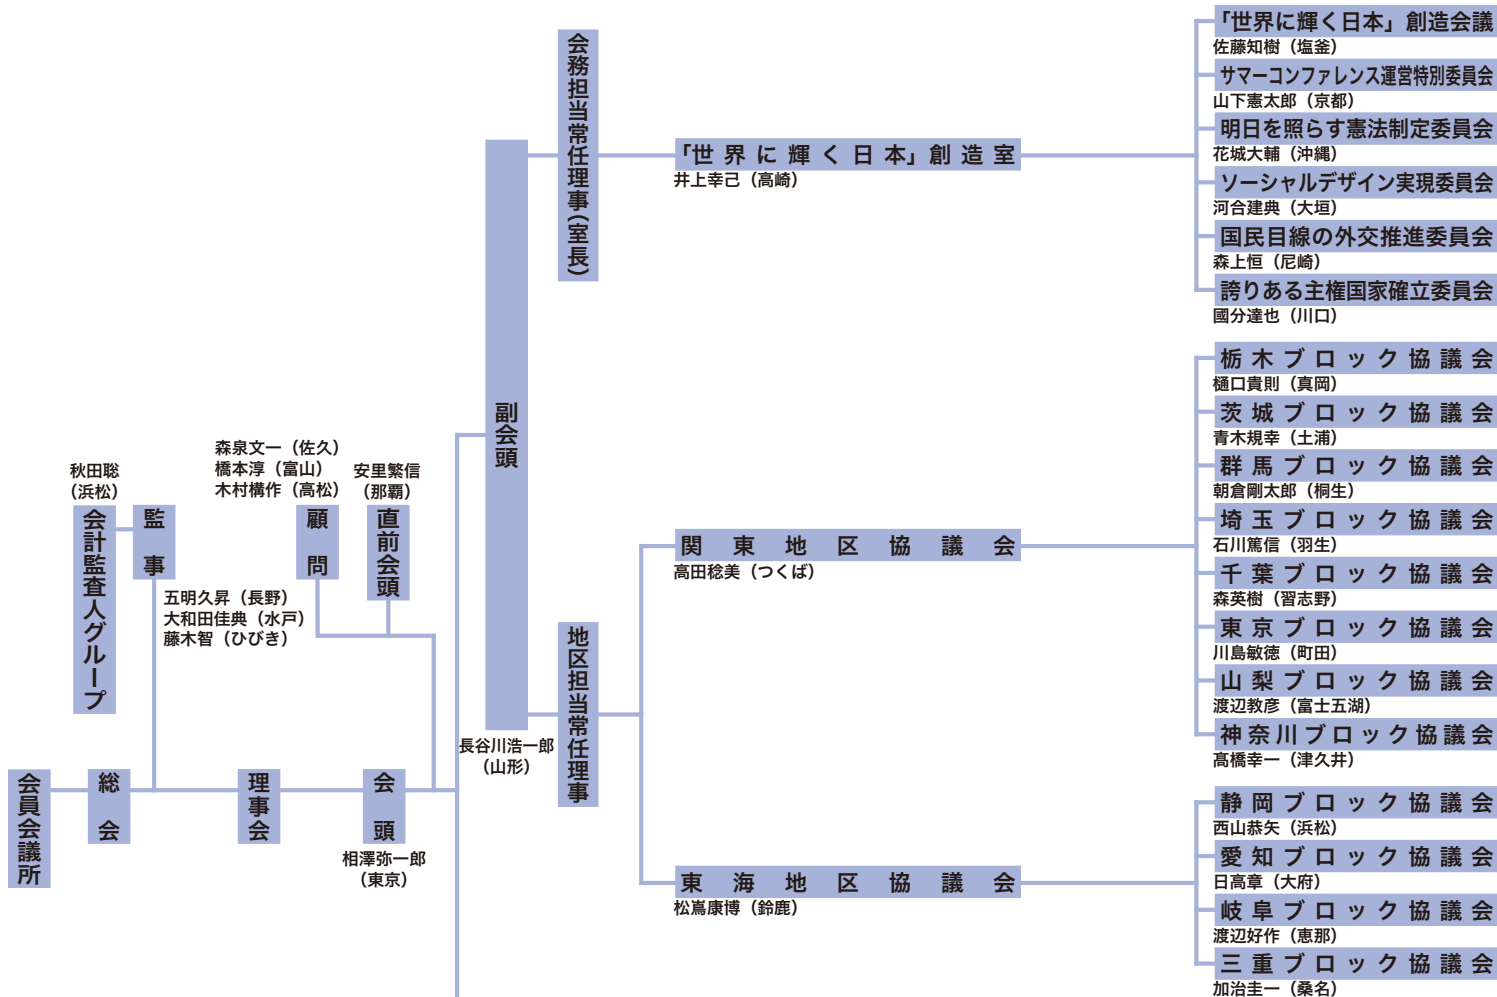 会員会議所
総会
会計監査人グループ
秋田聡
（浜松）
監事
五明久昇（長野）
大和田佳典（水戸）
藤木智（ひびき）
理事会
森泉文一（佐久）
橋本淳（富山）
木村構作（高松）
顧問
安里繁信
（那覇）
直前会頭
会頭
相澤弥一郎
（東京）
副会頭
長谷川浩一郎
（山形）
会務担当常任理事（室長）
「世界に輝く日本」創造室
井上幸己（高崎）
「世界に輝く日本」創造会議
佐藤知樹（塩釜）
サマーコンファレンス運営特別委員会
山下憲太郎（京都）
明日を照らす憲法制定委員会
花城大輔（沖縄）
ソーシャルデザイン実現委員会
河合建典（大垣）
国民目線の外交推進委員会
森上恒（尼崎）
誇りある主権国家確立委員会
國分達也（川口）
地区担当常任理事
関東地区協議会
高田稔美（つくば）
栃木ブロック協議会
樋口貴則（真岡）
茨城ブロック協議会
青木規幸（土浦）
群馬ブロック協議会
朝倉剛太郎（桐生）
埼玉ブロック協議会
石川篤信（羽生）
千葉ブロック協議会
森英樹（習志野）
東京ブロック協議会
川島敏徳（町田）
山梨ブロック協議会
渡辺教彦（富士五湖）
神奈川ブロック協議会
髙橋幸一（津久井）
東海地区協議会
松嶌康博（鈴鹿）
静岡ブロック協議会
西山恭矢（浜松）
愛知ブロック協議会
日高章（大府）
岐阜ブロック協議会
渡辺好作（恵那）
三重ブロック協議会
加治圭一（桑名）